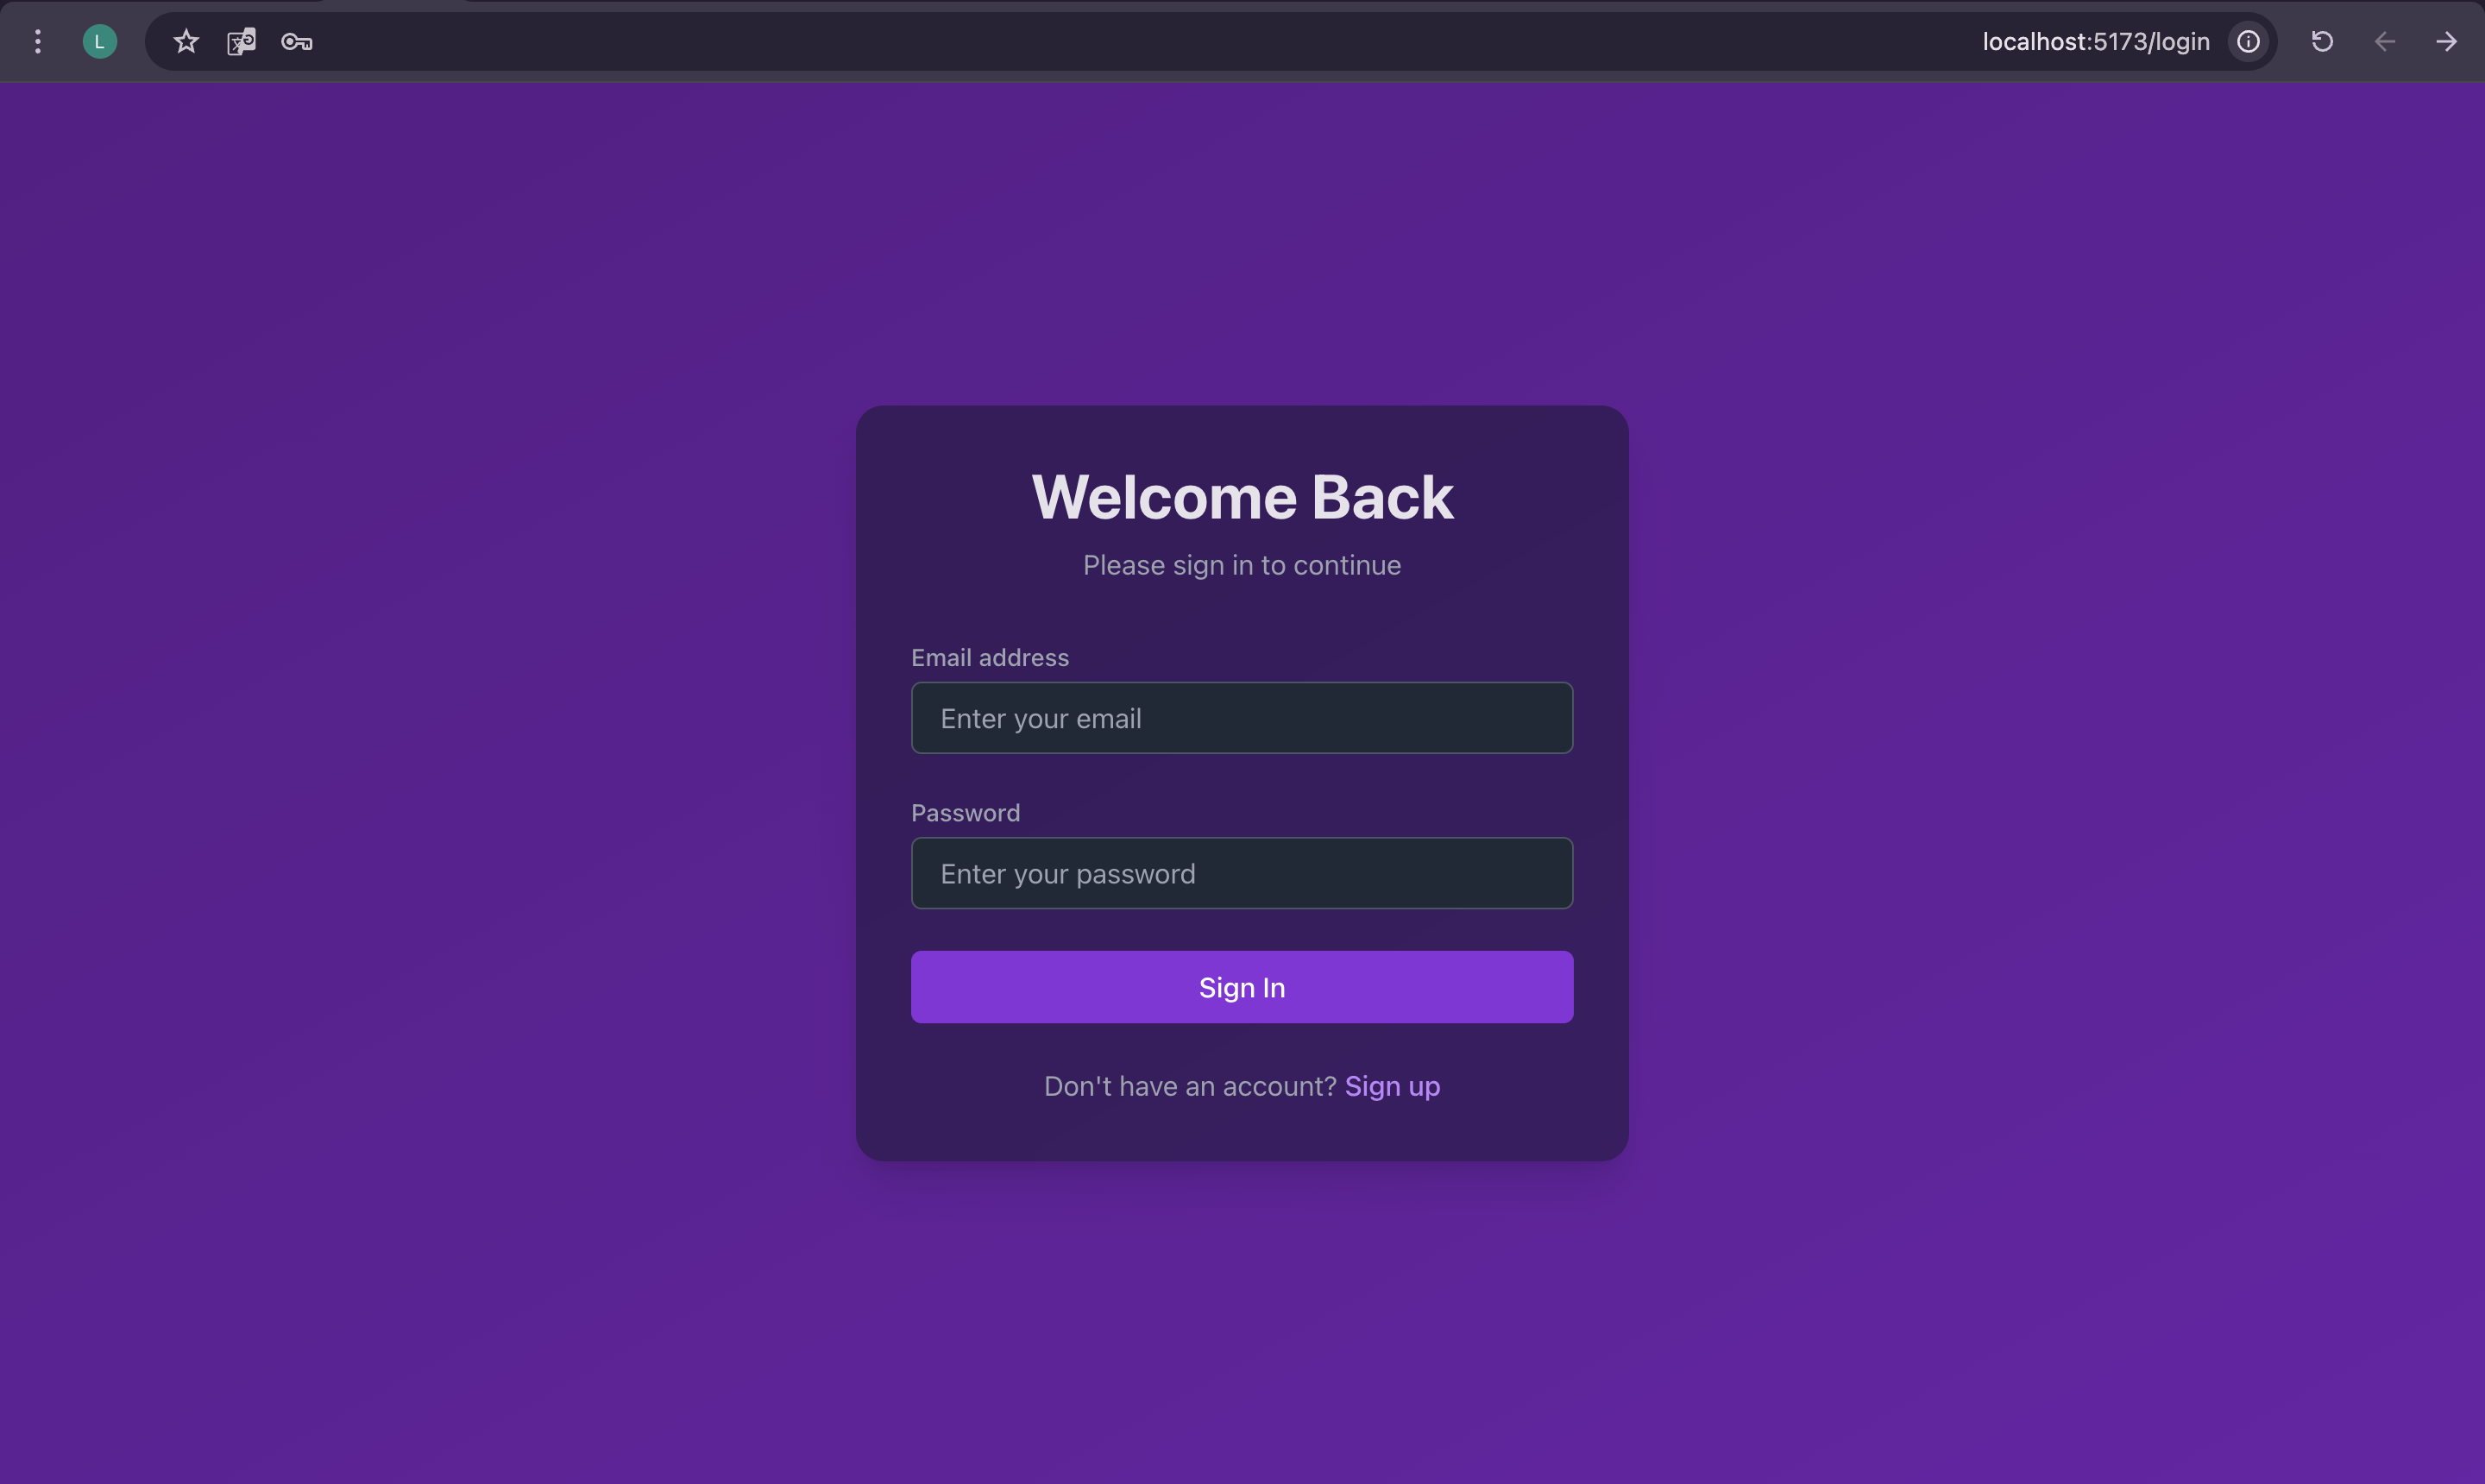 L
localhost:5173/login
Welcome Back
Please sign in to continue
Email address
Enter your email
Password
Enter your password
Sign In
Don't have an account? Sign up